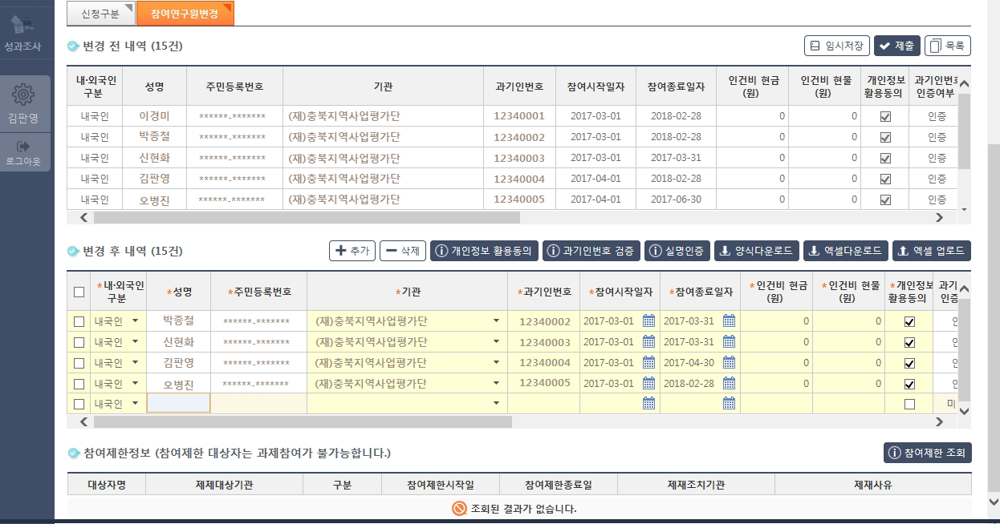 신청구분 참여연구원변경
성과조사
김판영
로그아웃
변경 전 내역 (15건) 임시저장 제출 목록
내·외국인 구분 성명 주민등록번호 기관 과기인번호 참여시작일자 참여종료일자 인건비 현금 (원) 인건비 현물 (원) 개인정보 활용동의 과기인번호 인증여부
내국인 이경미 ******-******* (재)충북지역사업평가단 12340001 2017-03-01 2018-02-28 0 0 인증
내국인 박종철 ******-******* (재)충북지역사업평가단 12340002 2017-03-01 2018-02-28 0 0 인증
내국인 신현화 ******-******* (재)충북지역사업평가단 12340003 2017-03-01 2017-03-31 0 0 인증
내국인 김판영 ******-******* (재)충북지역사업평가단 12340004 2017-04-01 2018-02-28 0 0 인증
내국인 오병진 ******-******* (재)충북지역사업평가단 12340005 2017-04-01 2017-06-30 0 0 인증
변경 후 내역 (15건) 추가 삭제 개인정보 활용동의 과기인번호 검증 실명인증 양식다운로드 엑셀다운로드 엑셀 업로드
*내·외국인 구분 *성명 *주민등록번호 *기관 *과기인번호 *참여시작일자 *참여종료일자 *인건비 현금 (원) *인건비 현물 (원) *개인정보 활용동의 과기 인증
내국인 박종철 ******-******* (재)충북지역사업평가단 12340002 2017-03-01 2017-03-31 0 0
내국인 신현화 ******-******* (재)충북지역사업평가단 12340003 2017-03-01 2017-03-31 0 0
내국인 김판영 ******-******* (재)충북지역사업평가단 12340004 2017-03-01 2017-04-30 0 0
내국인 오병진 ******-******* (재)충북지역사업평가단 12340005 2017-03-01 2018-02-28 0 0
내국인 미
참여제한정보 (참여제한 대상자는 과제참여가 불가능합니다.) 참여제한 조회
대상자명 제재대상기관 구분 참여제한시작일 참여제한종료일 제재조치기관 제재사유
조회된 결과가 없습니다.